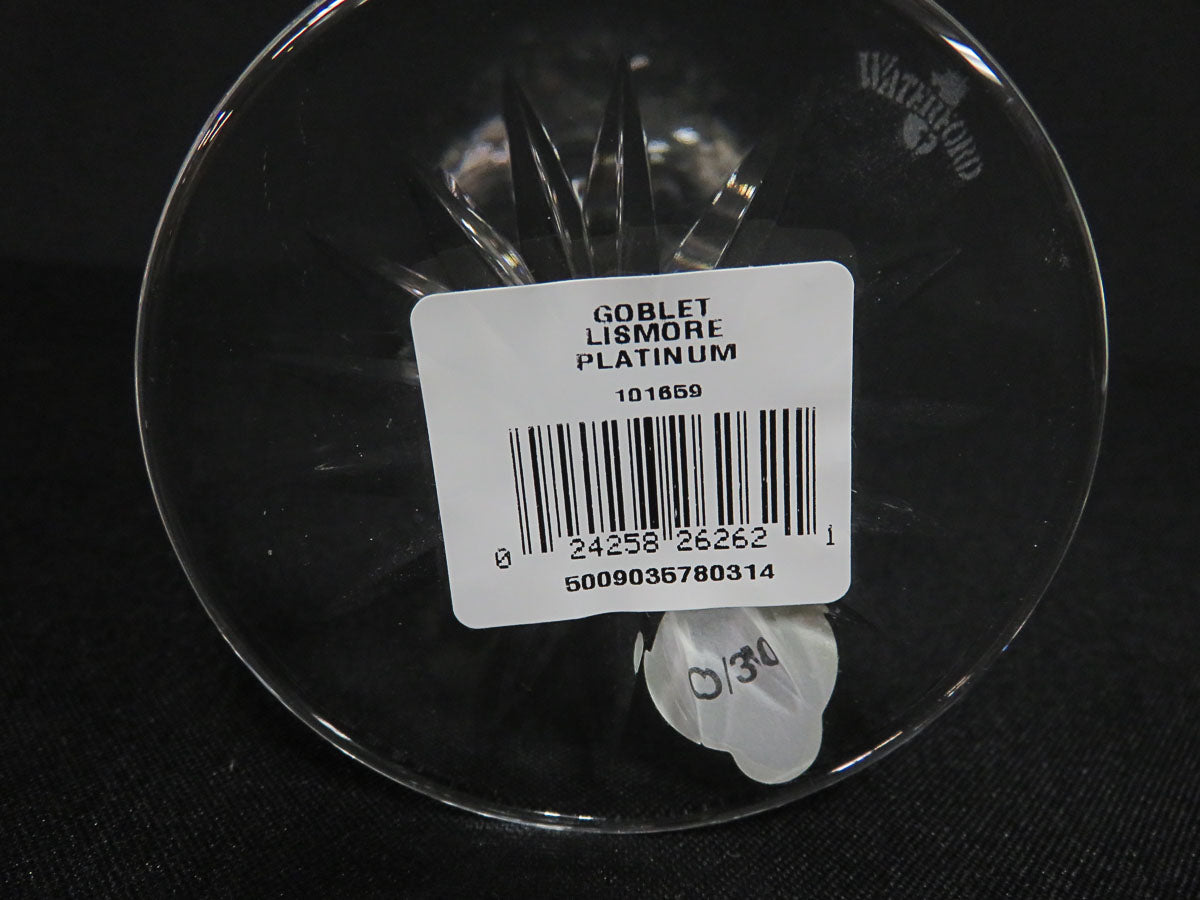 WATERFORD
GOBLET
LISMORE
PLATINUM
101659
0 24258 26262 1
5009035780314